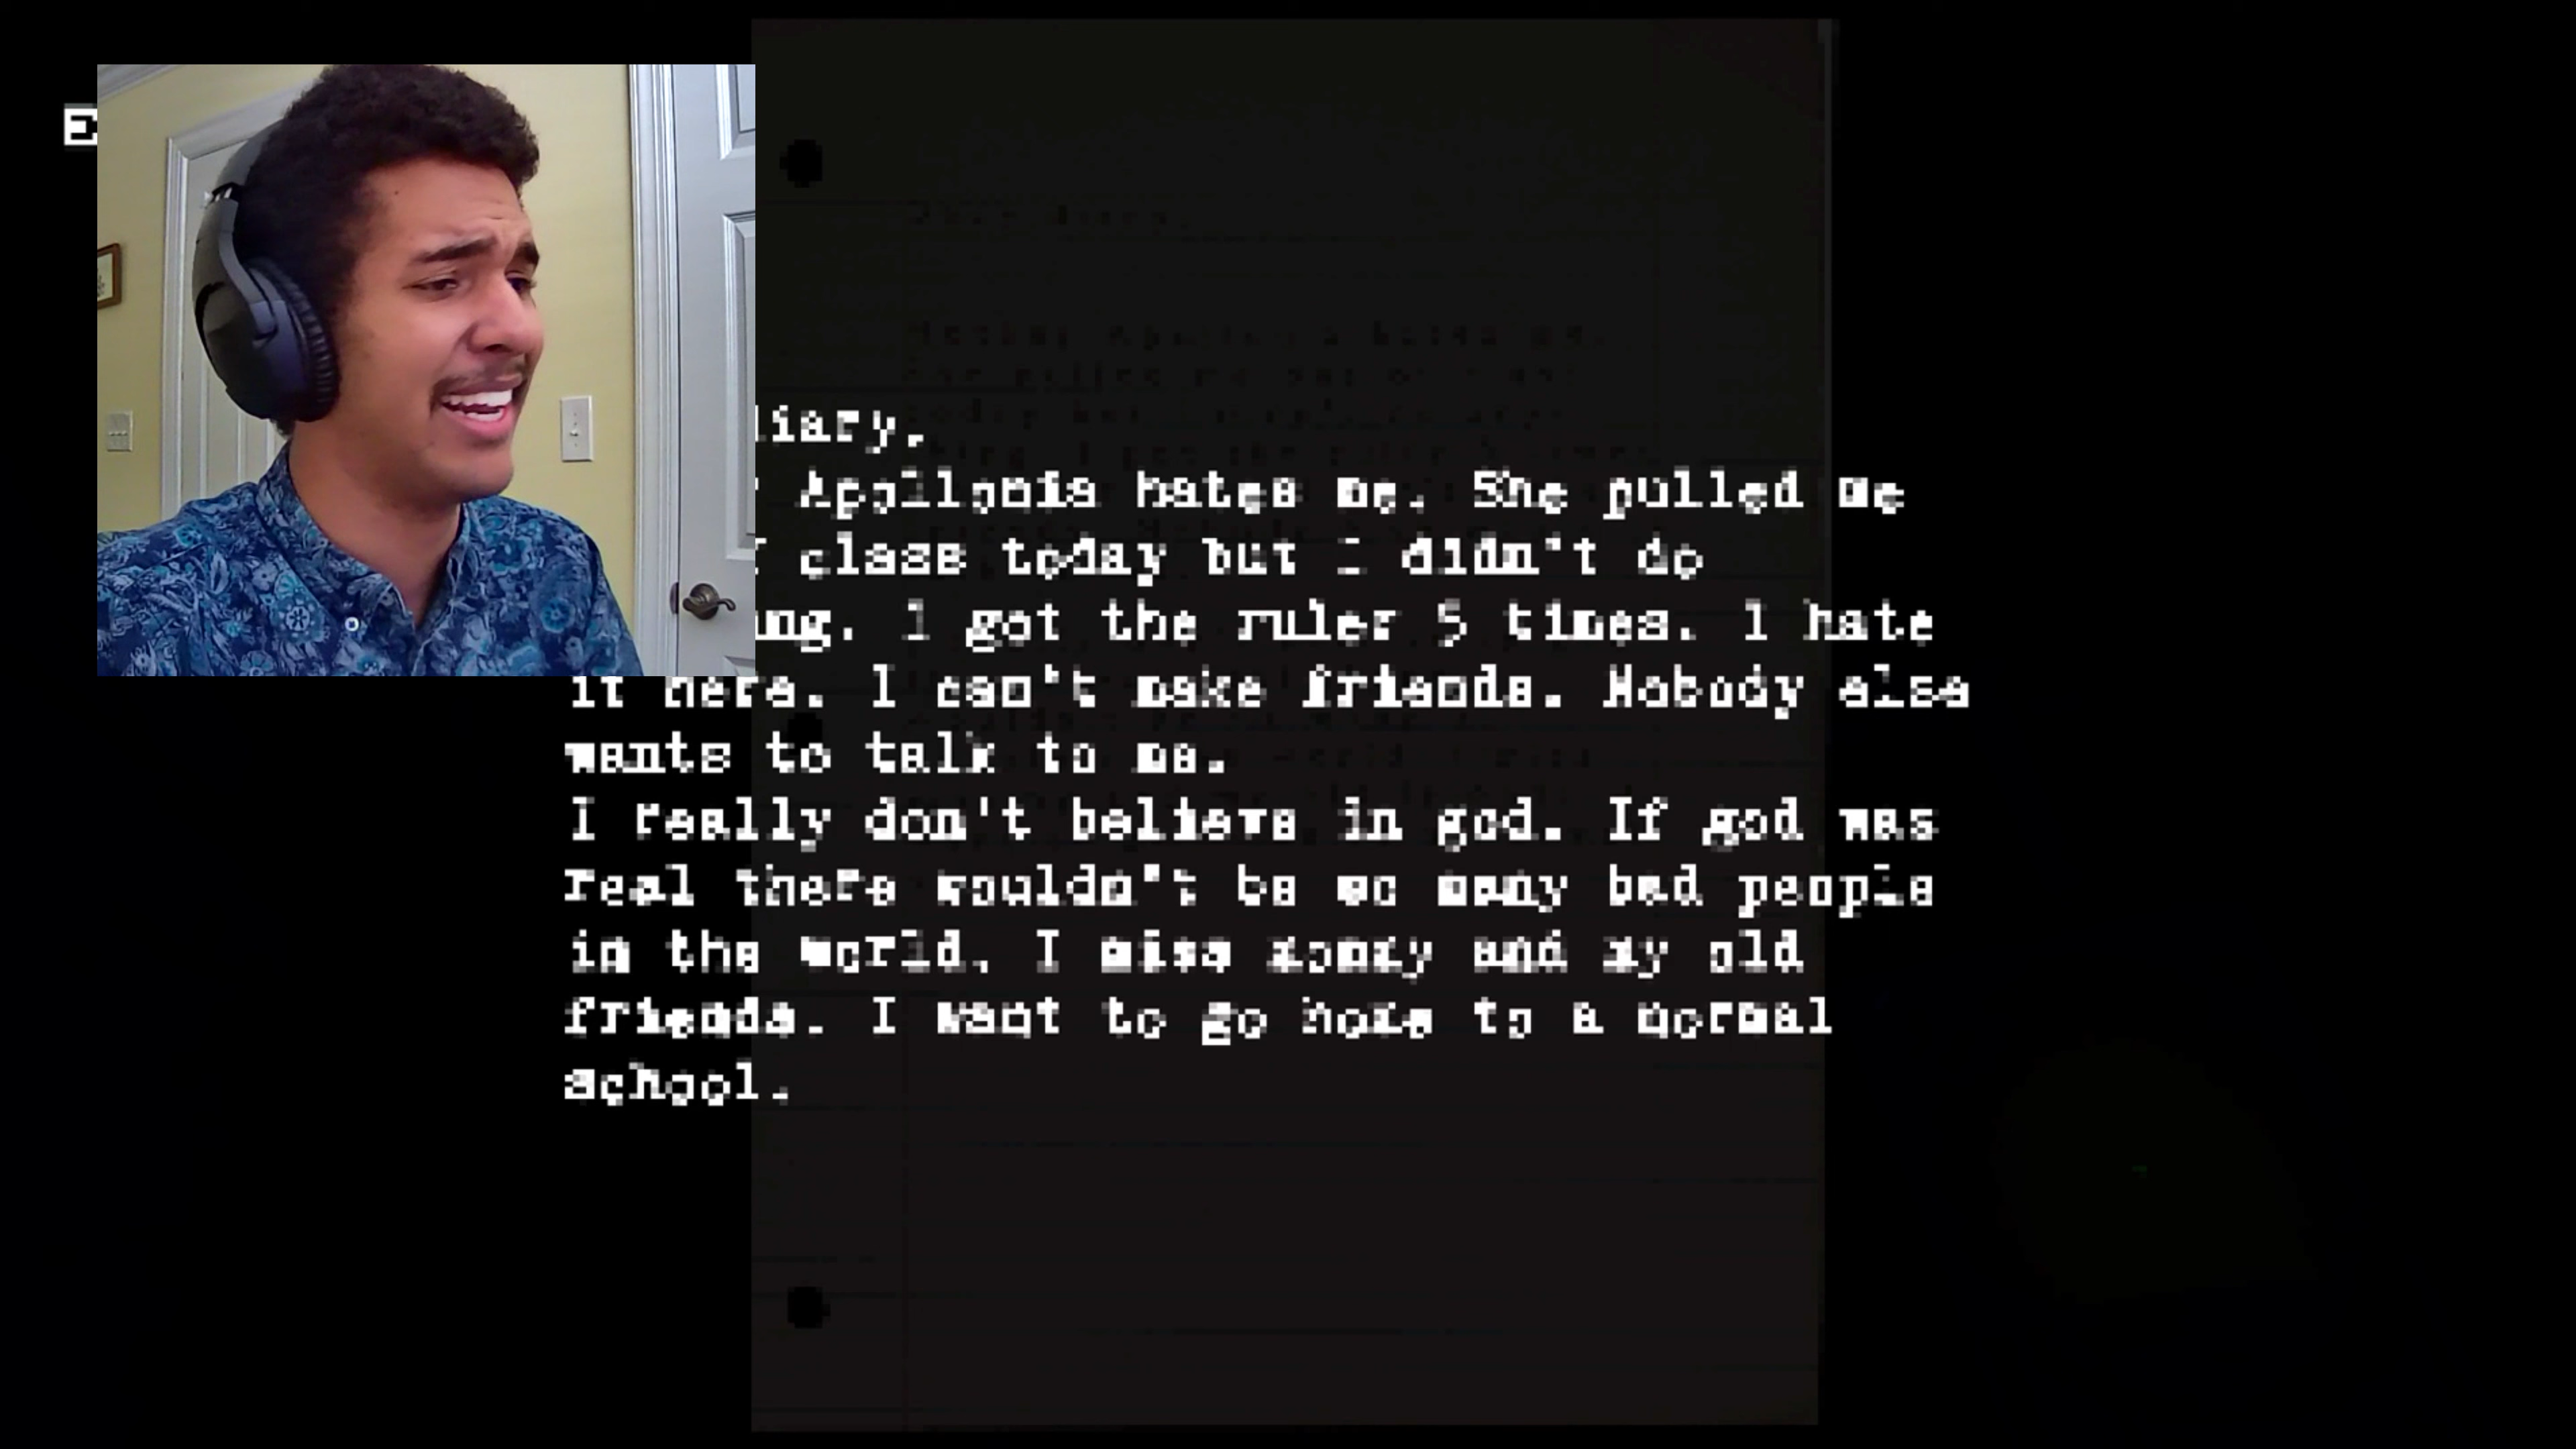 E
diary,
Apollonia hates me. She pulled me
f class today but I didn't do
ing. I got the ruler 5 times. I hate
it here. I can't make friends. Nobody else
wants to talk to me.
I really don't believe in god. If god was
real there wouldn't be so many bad people
in the world. I miss mommy and my old
friends. I want to go home to a normal
school.